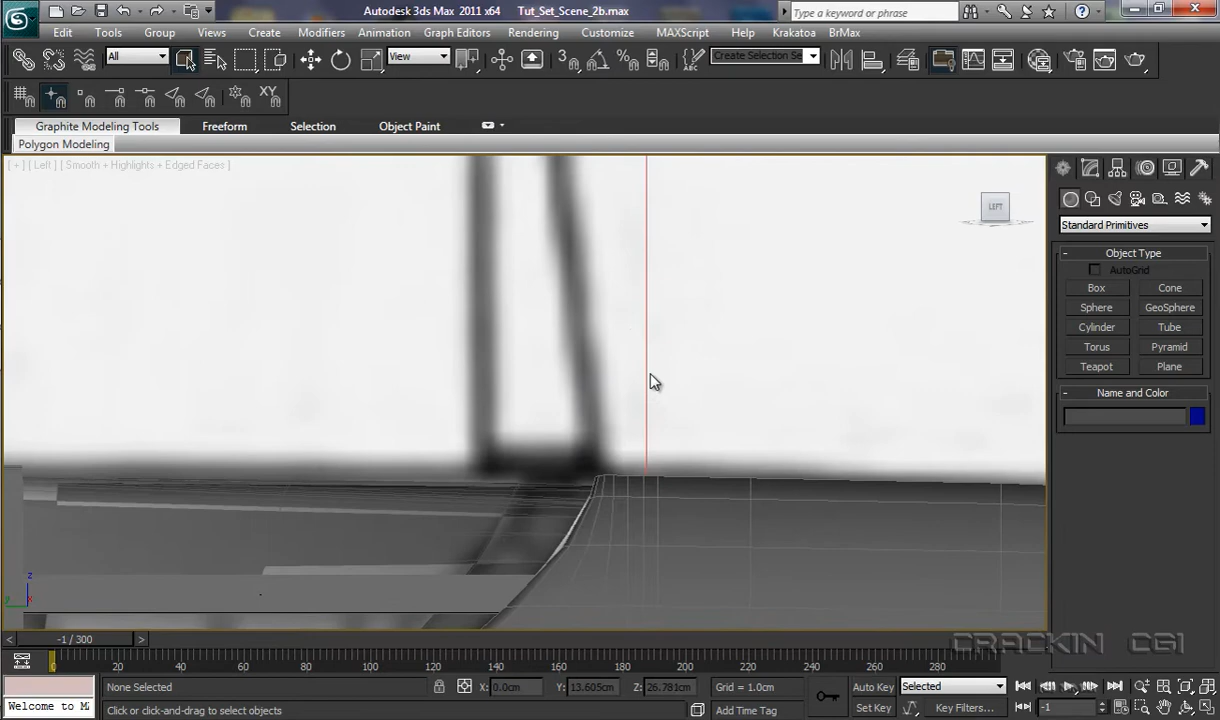 Autodesk 3ds Max 2011 x64 Tut_Set_Scene_2b.max
Type a keyword or phrase
Edit Tools Group Views Create Modifiers Animation Graph Editors Rendering Customize MAXScript Help Krakatoa BrMax
All View 3 Create Selection Se
XY
Graphite Modeling Tools Freeform Selection Object Paint
Polygon Modeling
[ + ] [ Left ] [ Smooth + Highlights + Edged Faces ]
LEFT
Standard Primitives
- Object Type
AutoGrid
Box Cone
Sphere GeoSphere
Cylinder Tube
Torus Pyramid
Teapot Plane
- Name and Color
z
y x
CRACKIN CGI
< -1 / 300 >
0 20 40 60 80 100 120 140 160 180 200 220 240 260 280
None Selected X: 0.0cm Y: 13.605cm Z: 26.781cm Grid = 1.0cm Auto Key Selected
Welcome to MA Click or click-and-drag to select objects Add Time Tag Set Key Key Filters... -1